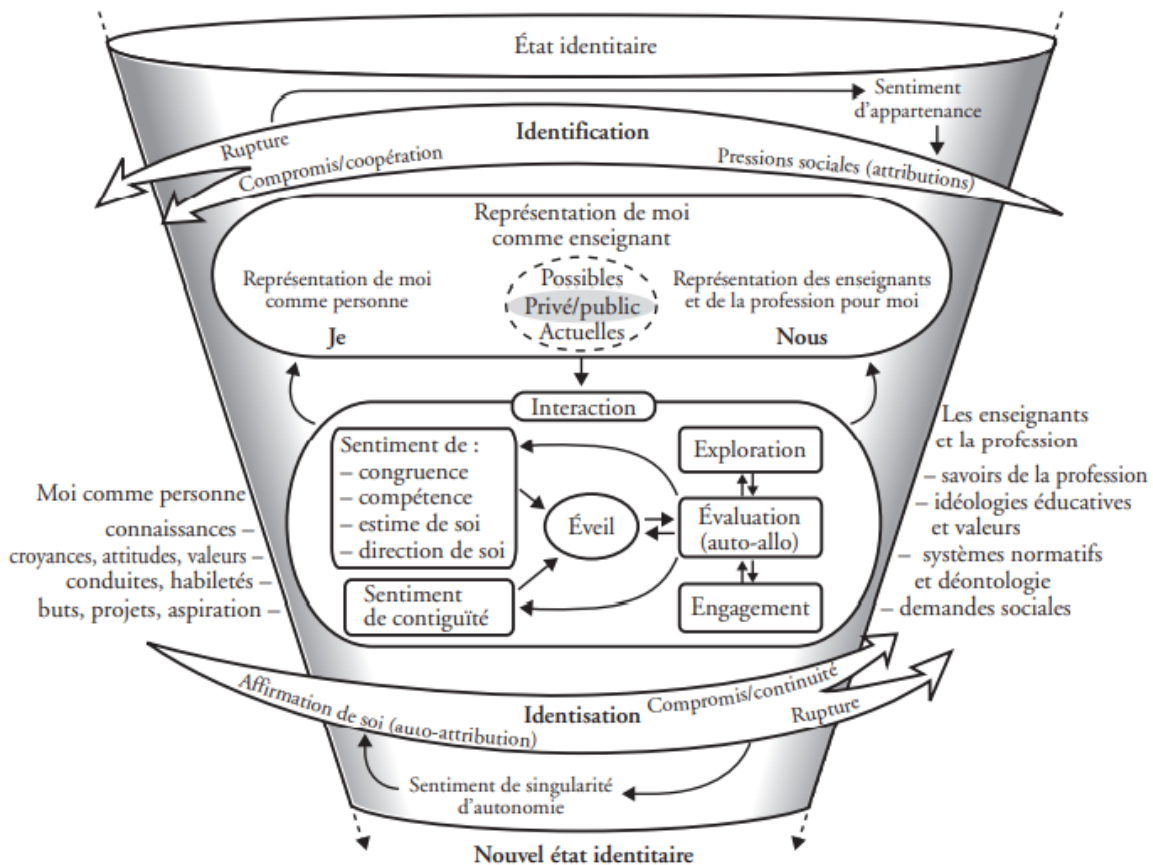 État identitaire
Sentiment
d'appartenance
Rupture
Identification
Compromis/coopération
Pressions sociales (attributions)
Représentation de moi
comme enseignant
Représentation de moi
comme personne
Je
Possibles
Privé/public
Actuelles
Représentation des enseignants
et de la profession pour moi
Nous
Interaction
Sentiment de :
– congruence
– compétence
– estime de soi
– direction de soi
Sentiment
de contiguïté
Éveil
Exploration
Évaluation
(auto-allo)
Engagement
Moi comme personne
connaissances –
croyances, attitudes, valeurs –
conduites, habiletés –
buts, projets, aspiration –
Les enseignants
et la profession
– savoirs de la profession
– idéologies éducatives
et valeurs
– systèmes normatifs
et déontologie
– demandes sociales
Affirmation de soi (auto-attribution)
Identisation
Compromis/continuité
Rupture
Sentiment de singularité
d'autonomie
Nouvel état identitaire